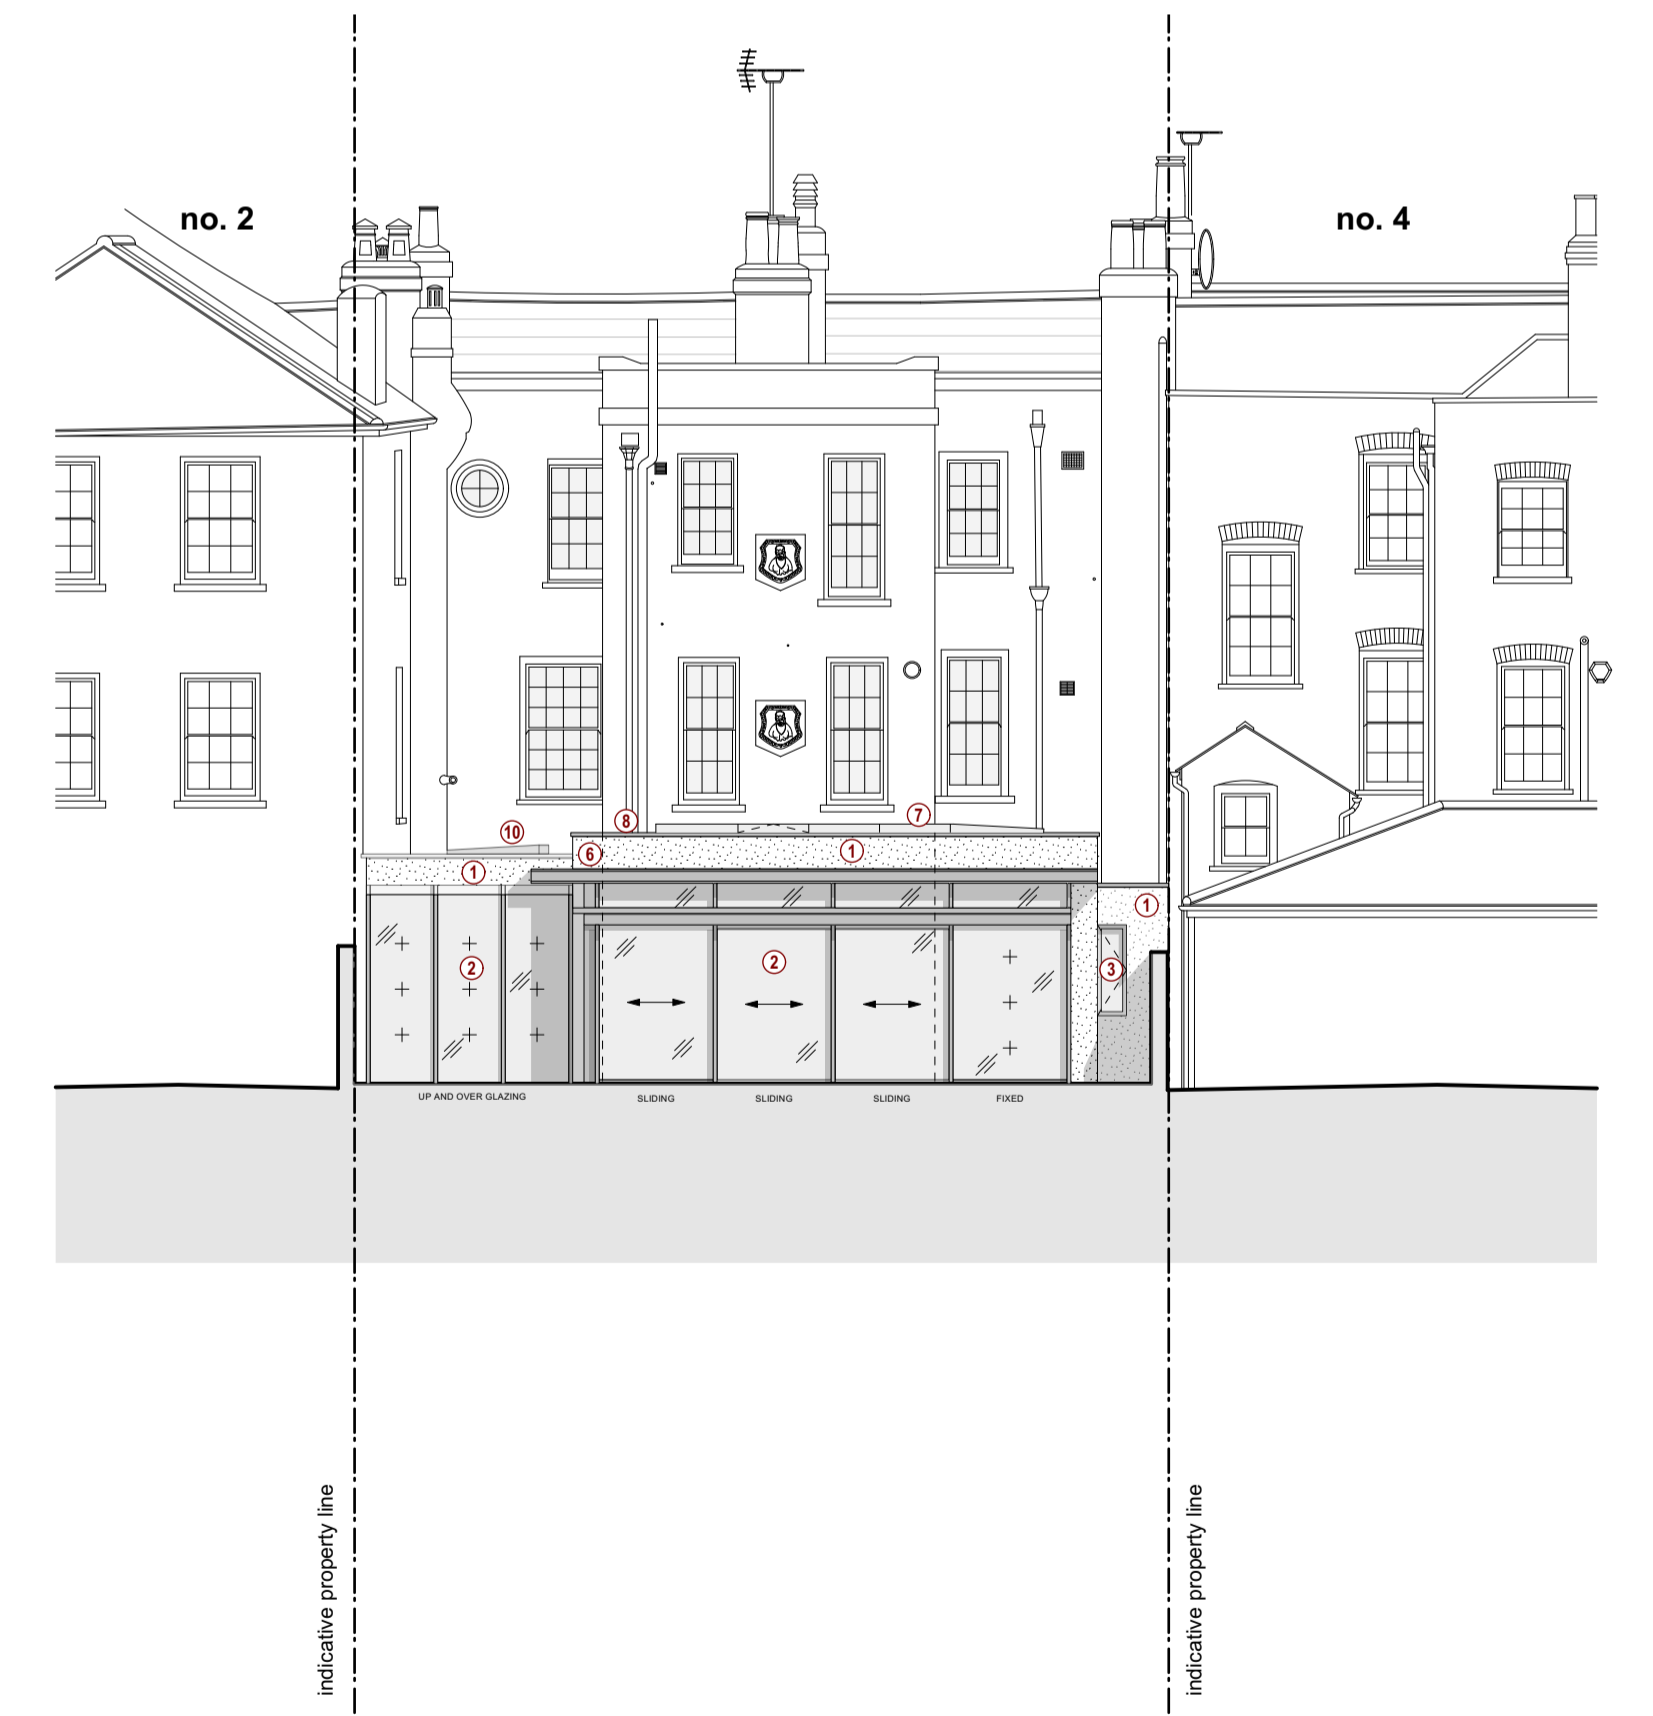 no. 2
no. 4
10
8
7
6
1
1
1
2
2
3
UP AND OVER GLAZING
SLIDING
SLIDING
SLIDING
FIXED
indicative property line
indicative property line